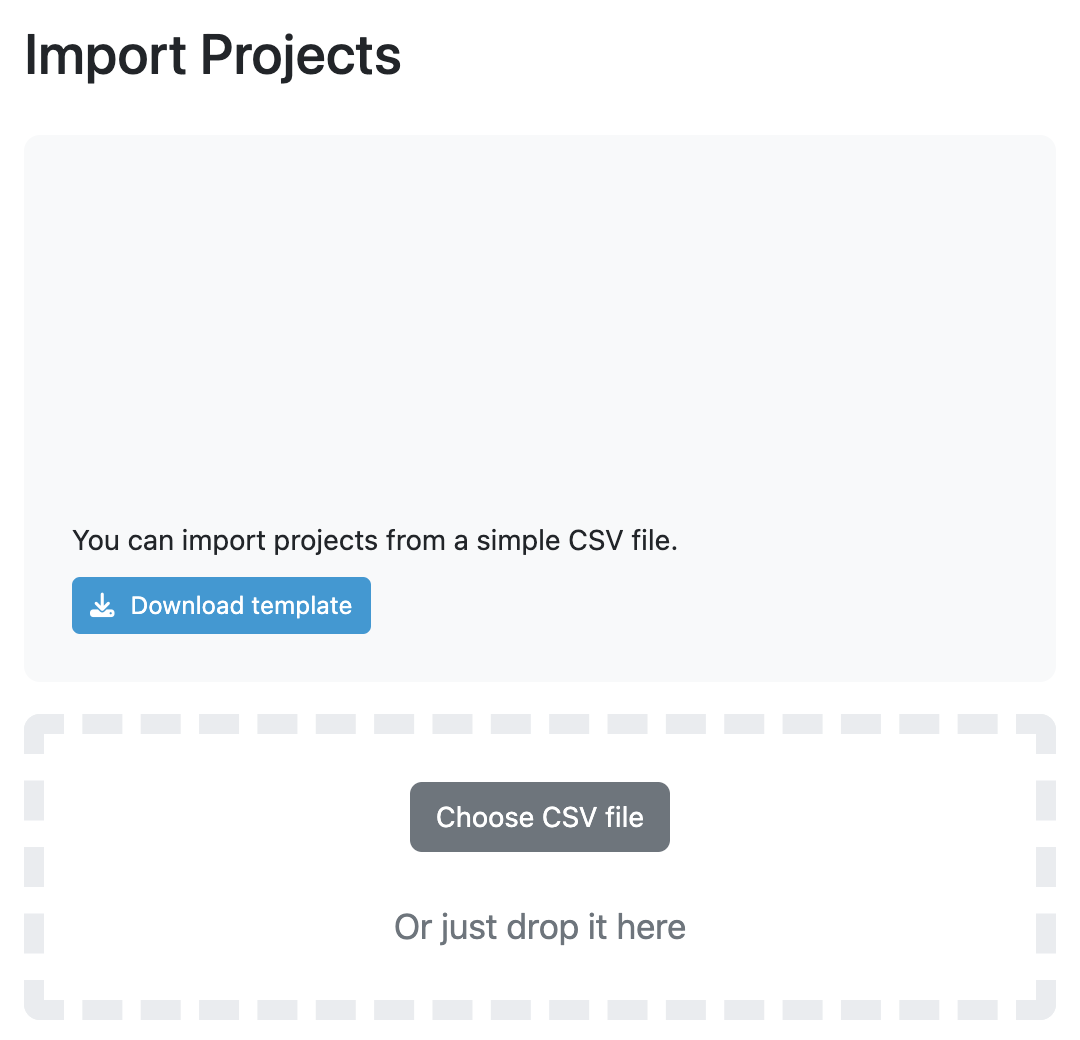 Import Projects
You can import projects from a simple CSV file.
Download template
Choose CSV file
Or just drop it here